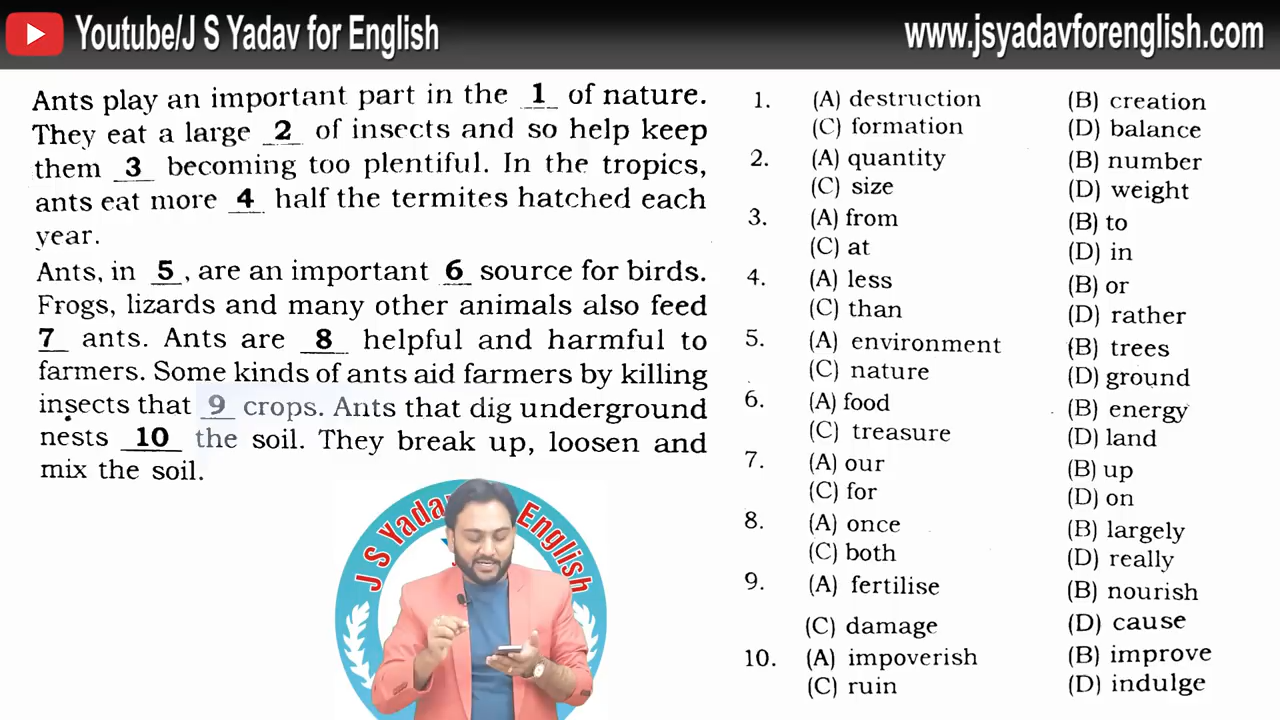 Youtube/J S Yadav for English
www.jsyadavforenglish.com
Ants play an important part in the 1 of nature.
They eat a large 2 of insects and so help keep
them 3 becoming too plentiful. In the tropics,
ants eat more 4 half the termites hatched each
year.
Ants, in 5, are an important 6 source for birds.
Frogs, lizards and many other animals also feed
7 ants. Ants are 8 helpful and harmful to
farmers. Some kinds of ants aid farmers by killing
insects that 9 crops. Ants that dig underground
nests 10 the soil. They break up, loosen and
mix the soil.
1. (A) destruction (B) creation
(C) formation (D) balance
2. (A) quantity (B) number
(C) size (D) weight
3. (A) from (B) to
(C) at (D) in
4. (A) less (B) or
(C) than (D) rather
5. (A) environment (B) trees
(C) nature (D) ground
6. (A) food (B) energy
(C) treasure (D) land
7. (A) our (B) up
(C) for (D) on
8. (A) once (B) largely
(C) both (D) really
9. (A) fertilise (B) nourish
(C) damage (D) cause
10. (A) impoverish (B) improve
(C) ruin (D) indulge
J S Yadav
English